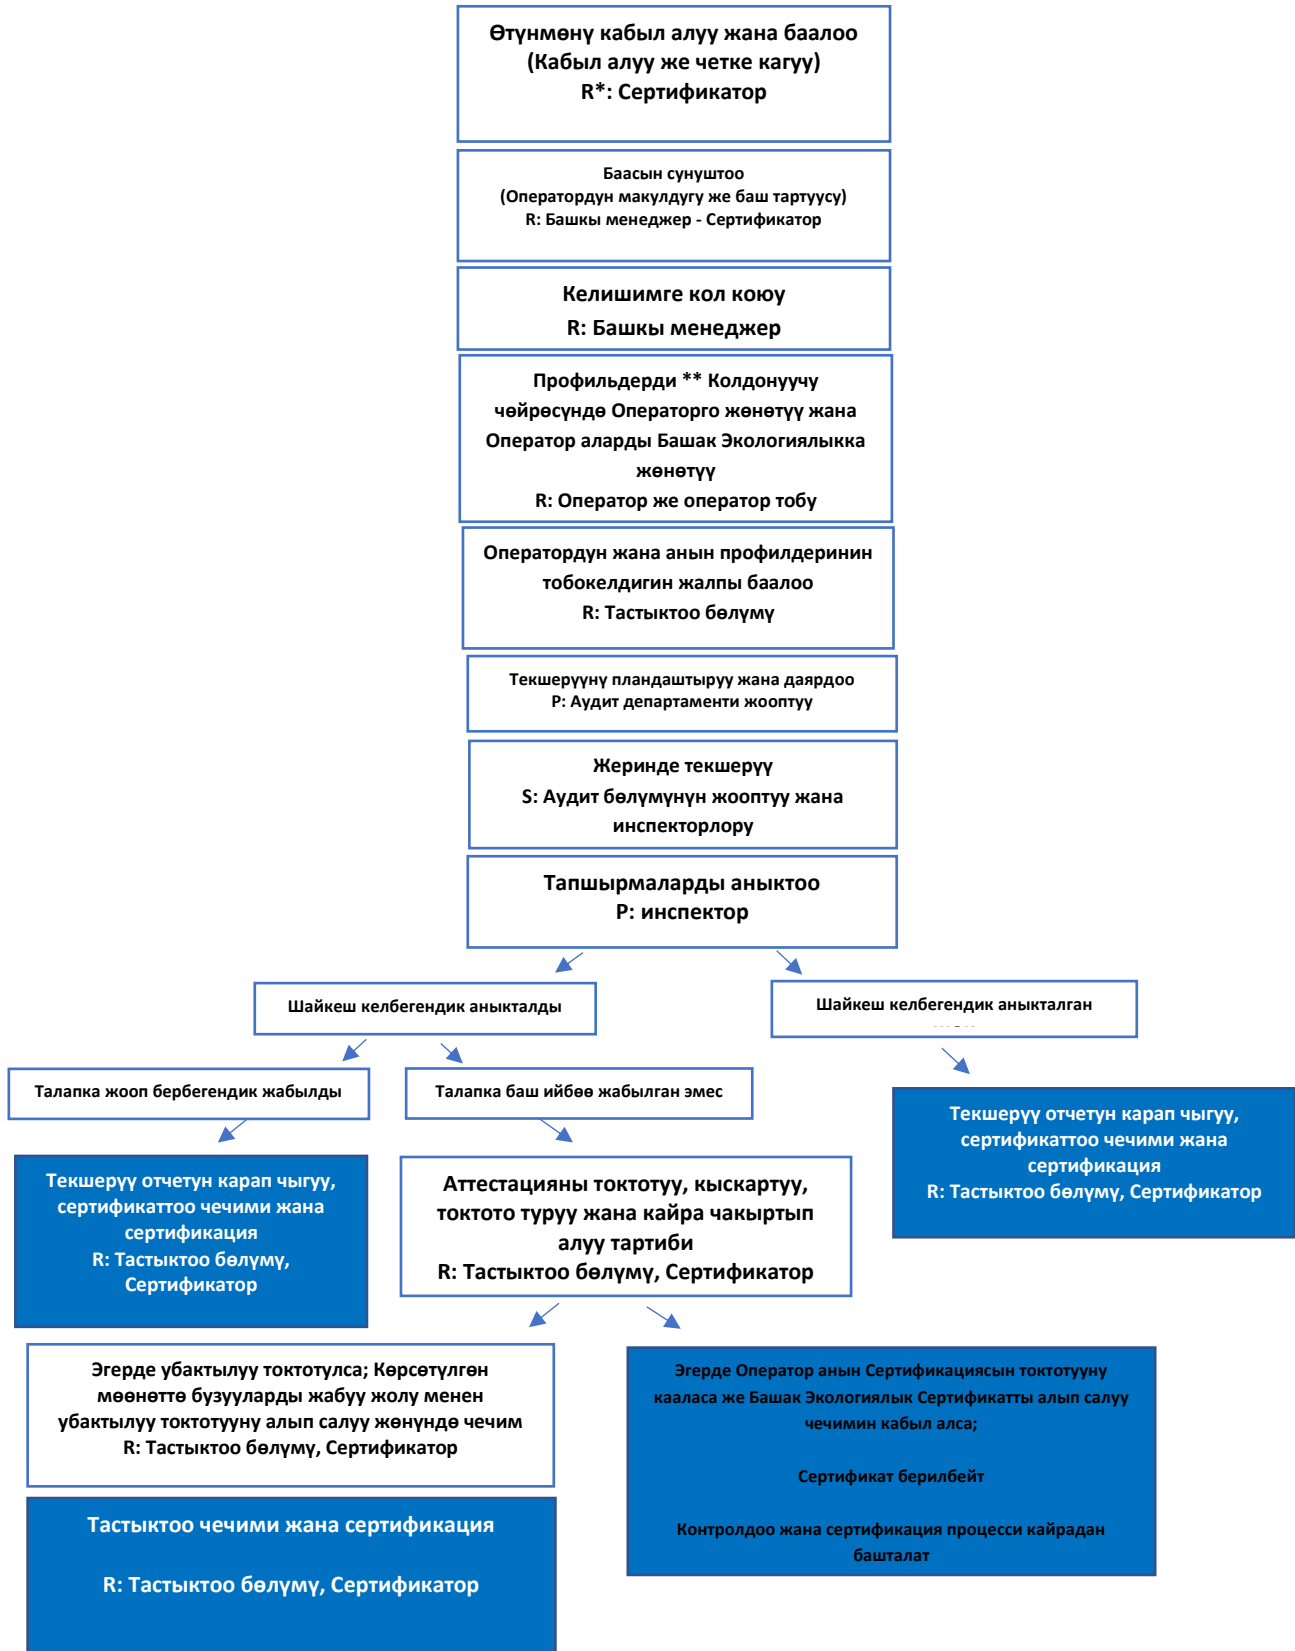 Өтүнмөнү кабыл алуу жана баалоо
(Кабыл алуу же четке кагуу)
R*: Сертификатор
Баасын сунуштоо
(Оператордун макулдугу же баш тартуусу)
R: Башкы менеджер - Сертификатор
Келишимге кол коюу
R: Башкы менеджер
Профильдерди ** Колдонуучу
чөйрөсүндө Операторго жөнөтүү жана
Оператор аларды Башак Экологиялыкка
жөнөтүү
R: Оператор же оператор тобу
Оператордун жана анын профилдеринин
тобокелдигин жалпы баалоо
R: Тастыктоо бөлүмү
Текшерүүнү пландаштыруу жана даярдоо
P: Аудит департаменти жооптуу
Жеринде текшерүү
S: Аудит бөлүмүнүн жооптуу жана
инспекторлору
Тапшырмаларды аныктоо
P: инспектор
Шайкеш келбегендик аныкталды
Шайкеш келбегендик аныкталган
Талапка жооп бербегендик жабылды
Талапка баш ийбөө жабылган эмес
Текшерүү отчетун карап чыгуу,
сертификаттоо чечими жана
сертификация
R: Тастыктоо бөлүмү, Сертификатор
Текшерүү отчетун карап чыгуу,
сертификаттоо чечими жана
сертификация
R: Тастыктоо бөлүмү,
Сертификатор
Аттестацияны токтотуу, кыскартуу,
токтото туруу жана кайра чакыртып
алуу тартиби
R: Тастыктоо бөлүмү, Сертификатор
Эгерде убактылуу токтотулса; Көрсөтүлгөн
мөөнөттө бузууларды жабуу жолу менен
убактылуу токтотууну алып салуу жөнүндө чечим
R: Тастыктоо бөлүмү, Сертификатор
Эгерде Оператор анын Сертификациясын токтотууну
кааласа же Башак Экологиялык Сертификатты алып салуу
чечимин кабыл алса;
Сертификат берилбейт
Контролдоо жана сертификация процесси кайрадан
башталат
Тастыктоо чечими жана сертификация
R: Тастыктоо бөлүмү, Сертификатор